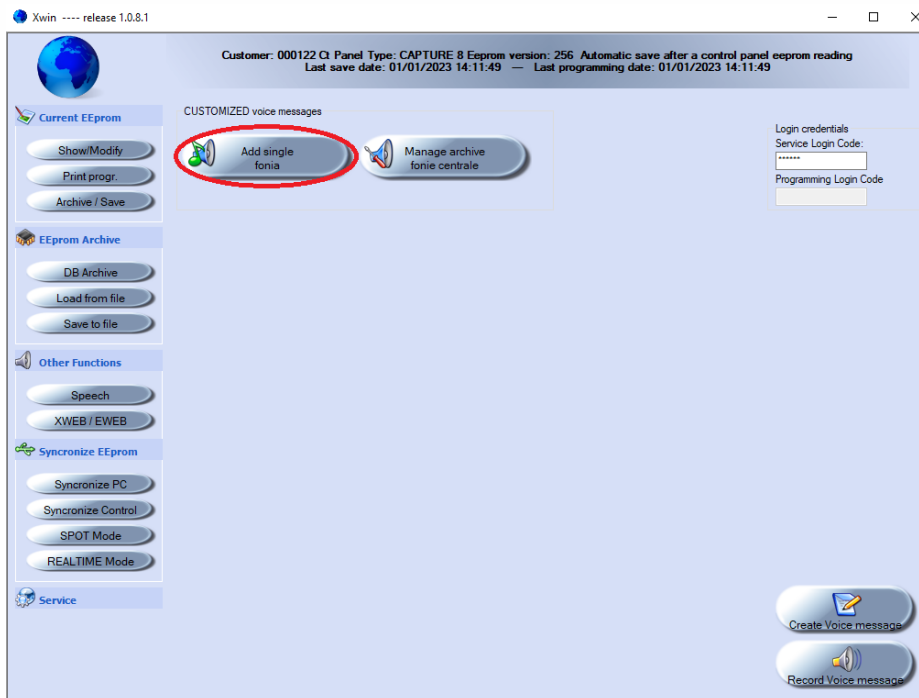 Xwin ---- release 1.0.8.1
Customer: 000122 Ct Panel Type: CAPTURE 8 Eeprom version: 256 Automatic save after a control panel eeprom reading
Last save date: 01/01/2023 14:11:49 — Last programming date: 01/01/2023 14:11:49
Current EEprom
Show/Modify
Print progr.
Archive / Save
EEprom Archive
DB Archive
Load from file
Save to file
Other Functions
Speech
XWEB / EWEB
Syncronize EEprom
Syncronize PC
Syncronize Control
SPOT Mode
REALTIME Mode
Service
CUSTOMIZED voice messages
Add single
fonia
Manage archive
fonie centrale
Login credentials
Service Login Code:
******
Programming Login Code
Create Voice message
Record Voice message